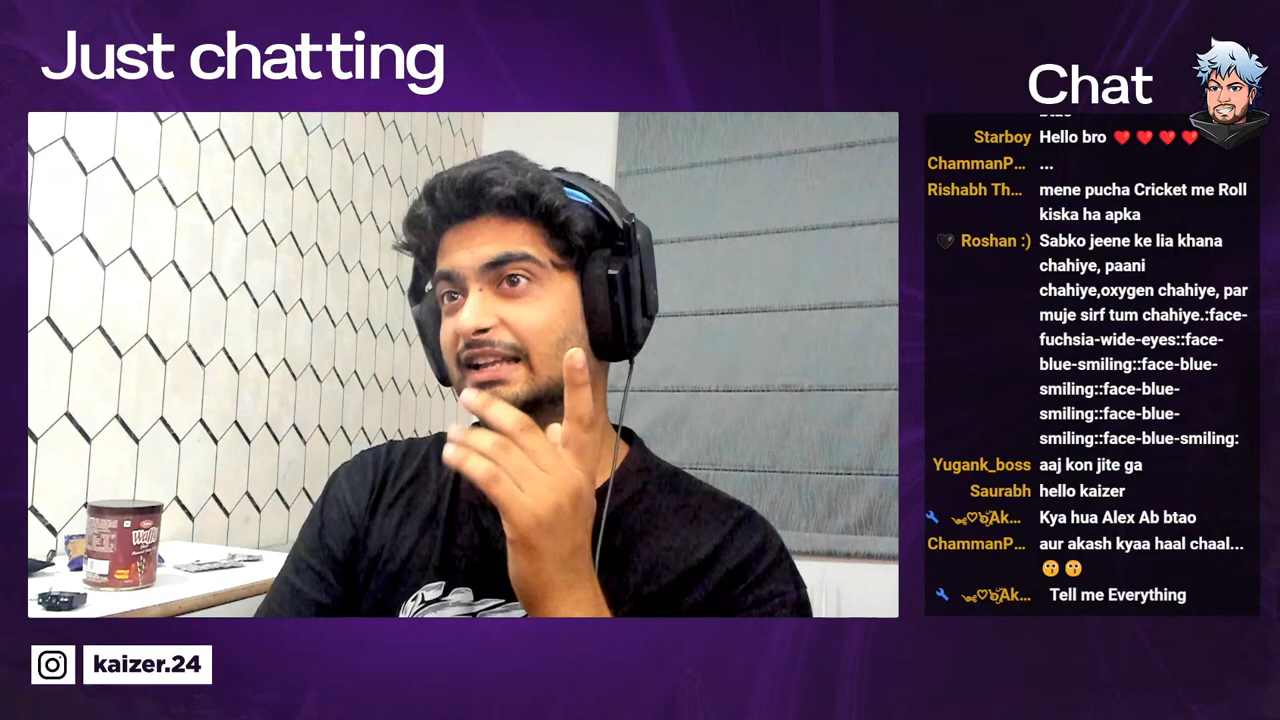 Just chatting
Chat
Starboy Hello bro ❤️ ❤️ ❤️ ❤️
ChammanP... ...
Rishabh Th... mene pucha Cricket me Roll
kiska ha apka
🖤 Roshan :) Sabko jeene ke lia khana
chahiye, paani
chahiye,oxygen chahiye, par
muje sirf tum chahiye.:face-
fuchsia-wide-eyes::face-
blue-smiling::face-blue-
smiling::face-blue-
smiling::face-blue-
smiling::face-blue-smiling:
Yugank_boss aaj kon jite ga
Saurabh hello kaizer
Ak... Kya hua Alex Ab btao
ChammanP... aur akash kyaa haal chaal...
Ak... Tell me Everything
kaizer.24